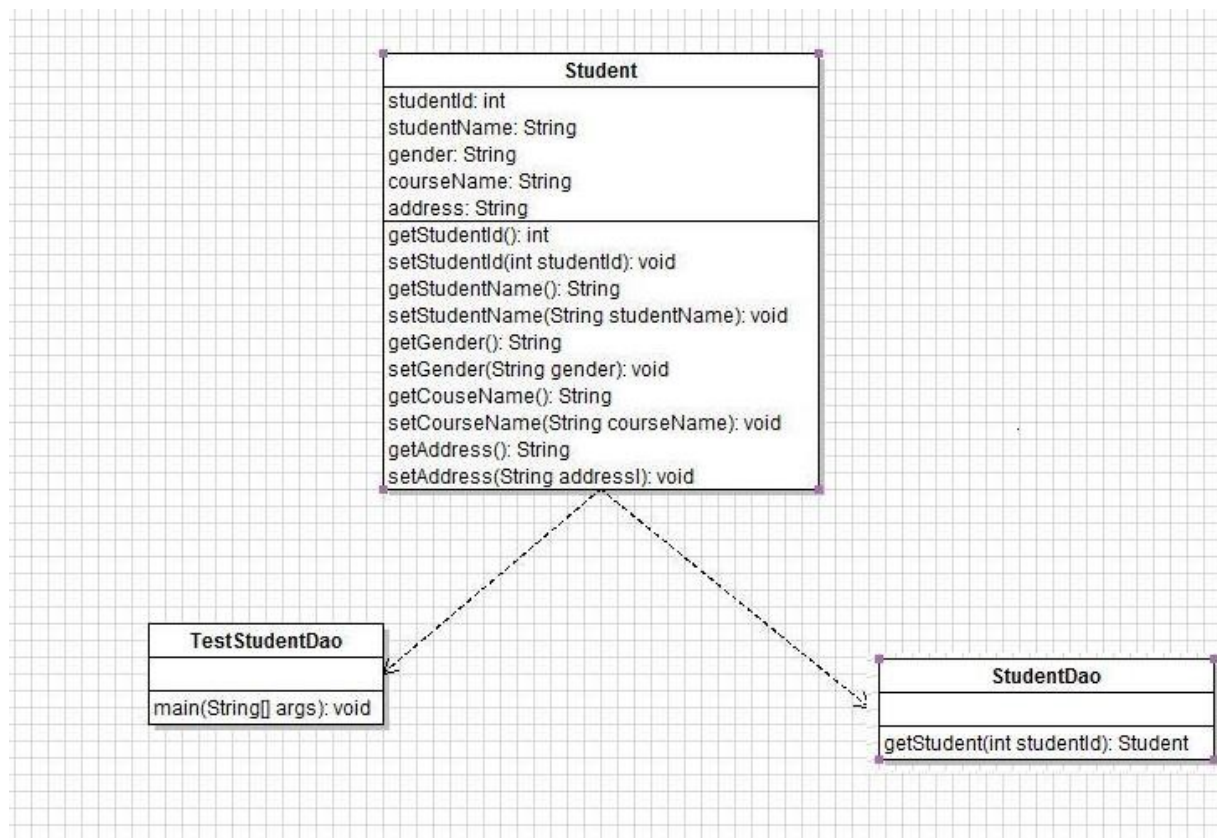 Student
studentId: int
studentName: String
gender: String
courseName: String
address: String
getStudentId(): int
setStudentId(int studentId): void
getStudentName(): String
setStudentName(String studentName): void
getGender(): String
setGender(String gender): void
getCouseName(): String
setCourseName(String courseName): void
getAddress(): String
setAddress(String addressl): void
TestStudentDao
main(String[] args): void
StudentDao
getStudent(int studentId): Student